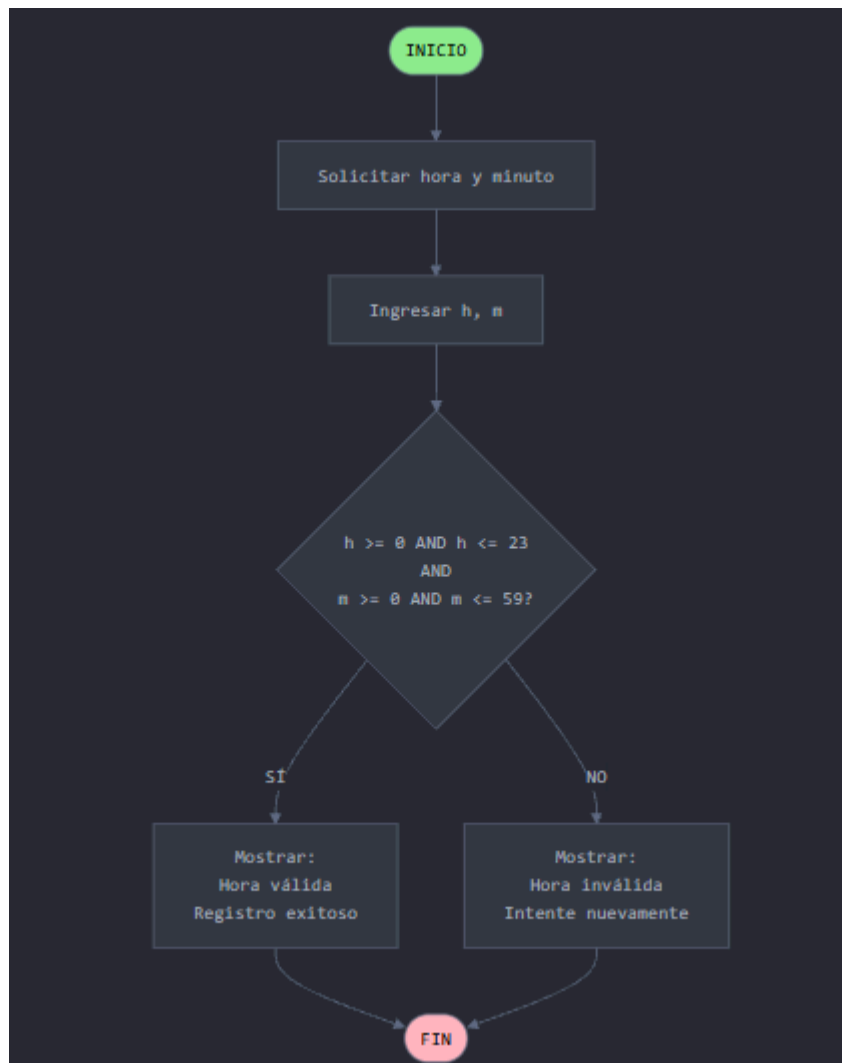 INICIO
Solicitar hora y minuto
Ingresar h, m
h >= 0 AND h <= 23
AND
m >= 0 AND m <= 59?
SÍ
NO
Mostrar:
Hora válida
Registro exitoso
Mostrar:
Hora inválida
Intente nuevamente
FIN